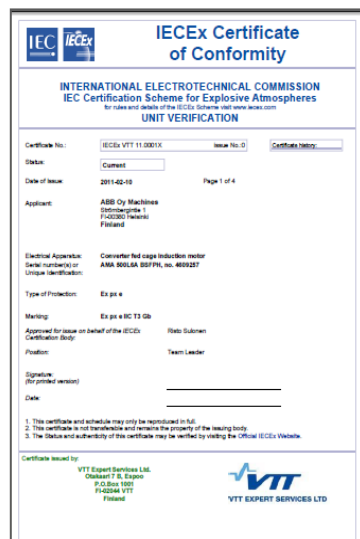 IEC
IECEx
IECEx Certificate
of Conformity
INTERNATIONAL ELECTROTECHNICAL COMMISSION
IEC Certification Scheme for Explosive Atmospheres
for rules and details of the IECEx Scheme visit www.iecex.com
UNIT VERIFICATION
Certificate No.: IECEx VTT 11.0001X Issue No.:0 Certificate history:
Status: Current
Date of Issue: 2011-02-10 Page 1 of 4
Applicant: ABB Oy Machines
Strömbergintie 1
FI-00380 Helsinki
Finland
Electrical Apparatus: Converter fed cage induction motor
Serial number(s) or AMA 500L6A BSFPH, no. 4609257
Unique Identification:
Type of Protection: Ex px e
Marking: Ex px e IIC T3 Gb
Approved for issue on behalf of the IECEx Risto Sulonen
Certification Body:
Position: Team Leader
Signature:
(for printed version)
Date:
1. This certificate and schedule may only be reproduced in full.
2. This certificate is not transferable and remains the property of the issuing body.
3. The Status and authenticity of this certificate may be verified by visiting the Official IECEx Website.
Certificate issued by:
VTT Expert Services Ltd.
Otakaari 7 B, Espoo
P.O.Box 1001
FI-02044 VTT
Finland
VTT
VTT EXPERT SERVICES LTD